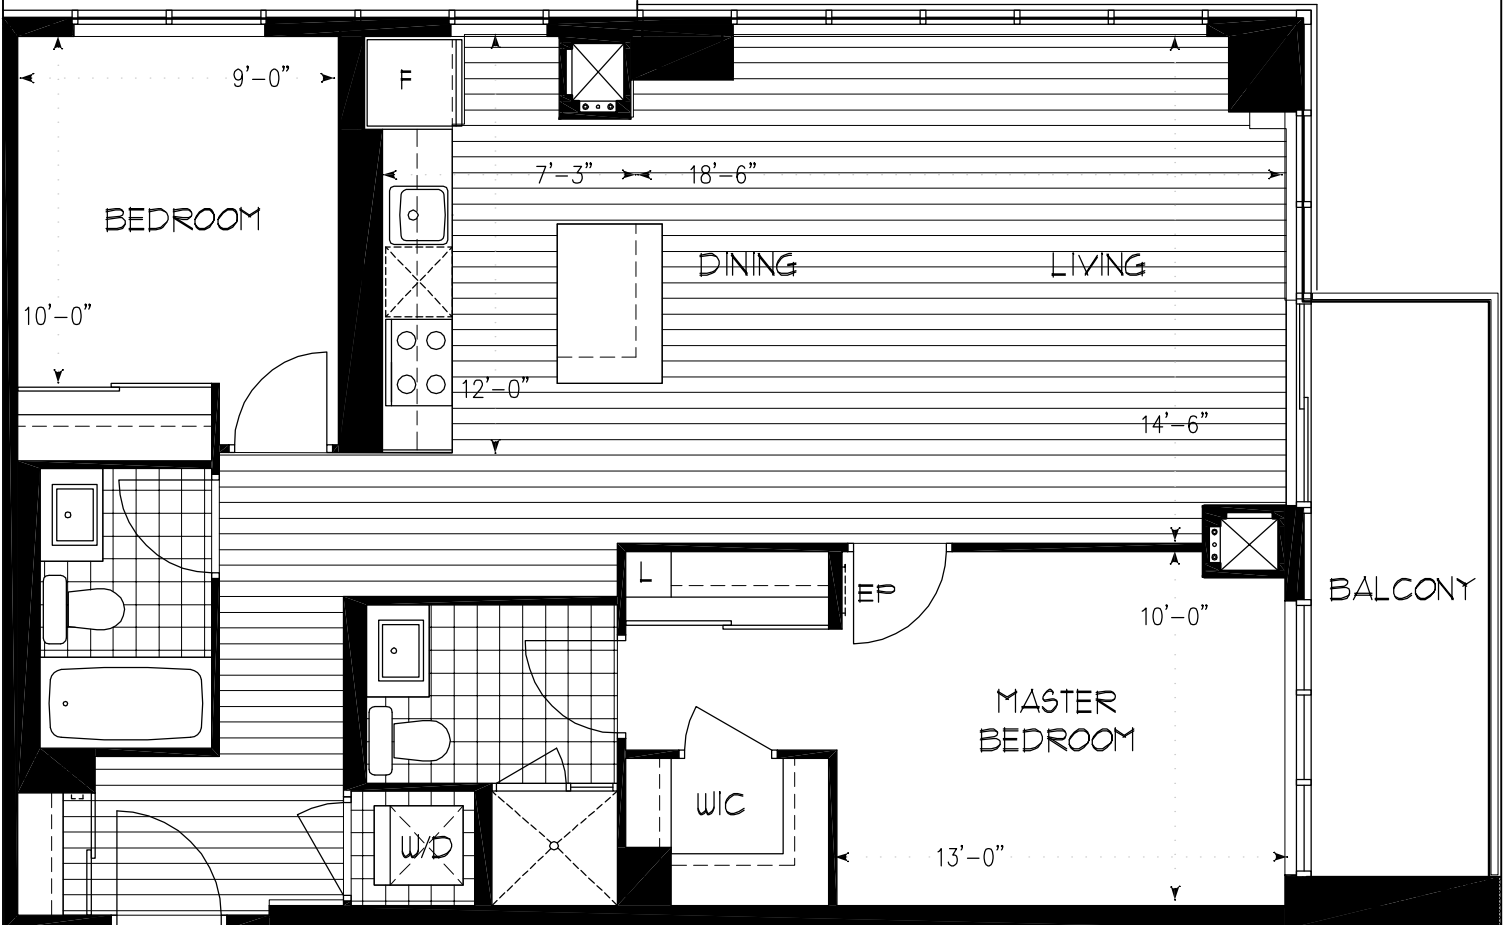 F
9'-0"
7'-3"
18'-6"
BEDROOM
DINING
LIVING
10'-0"
12'-0"
14'-6"
L
EP
BALCONY
10'-0"
MASTER
BEDROOM
WIC
W/D
13'-0"